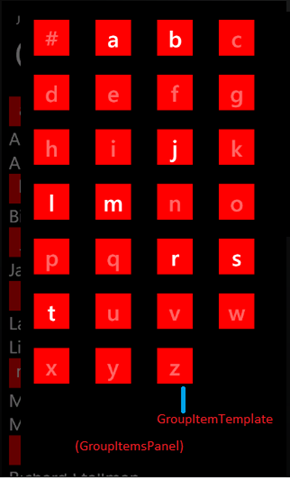 # a b c
d e f g
h i j k
l m n o
p q r s
t u v w
x y z
GroupItemTemplate
(GroupItemsPanel)